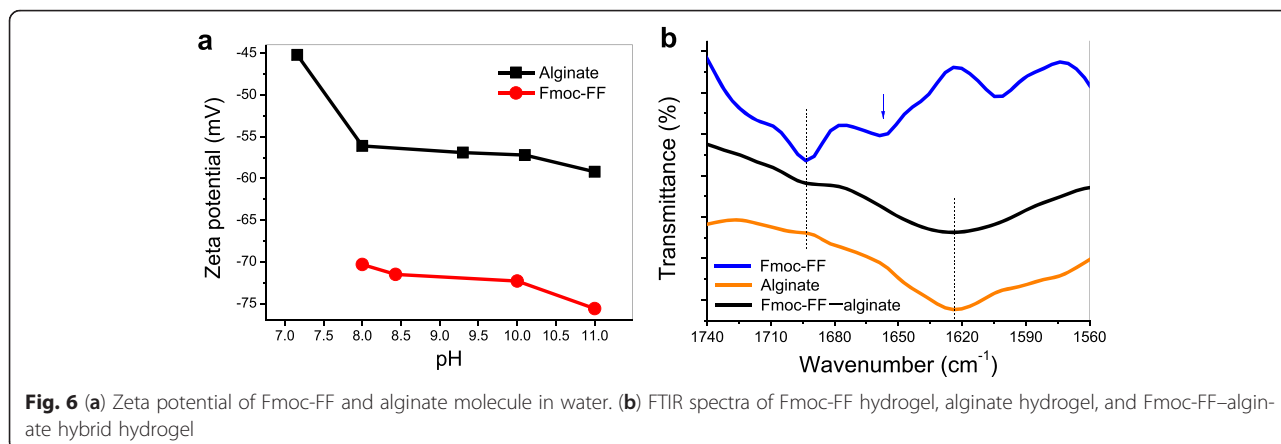 a
Zeta potential (mV)
-45
-50
-55
-60
-65
-70
-75
7.0 7.5 8.0 8.5 9.0 9.5 10.0 10.5 11.0
pH
Alginate
Fmoc-FF
b
Transmittance (%)
Fmoc-FF
Alginate
Fmoc-FF—alginate
1740 1710 1680 1650 1620 1590 1560
Wavenumber (cm⁻¹)
Fig. 6 (a) Zeta potential of Fmoc-FF and alginate molecule in water. (b) FTIR spectra of Fmoc-FF hydrogel, alginate hydrogel, and Fmoc-FF–algin-
ate hybrid hydrogel